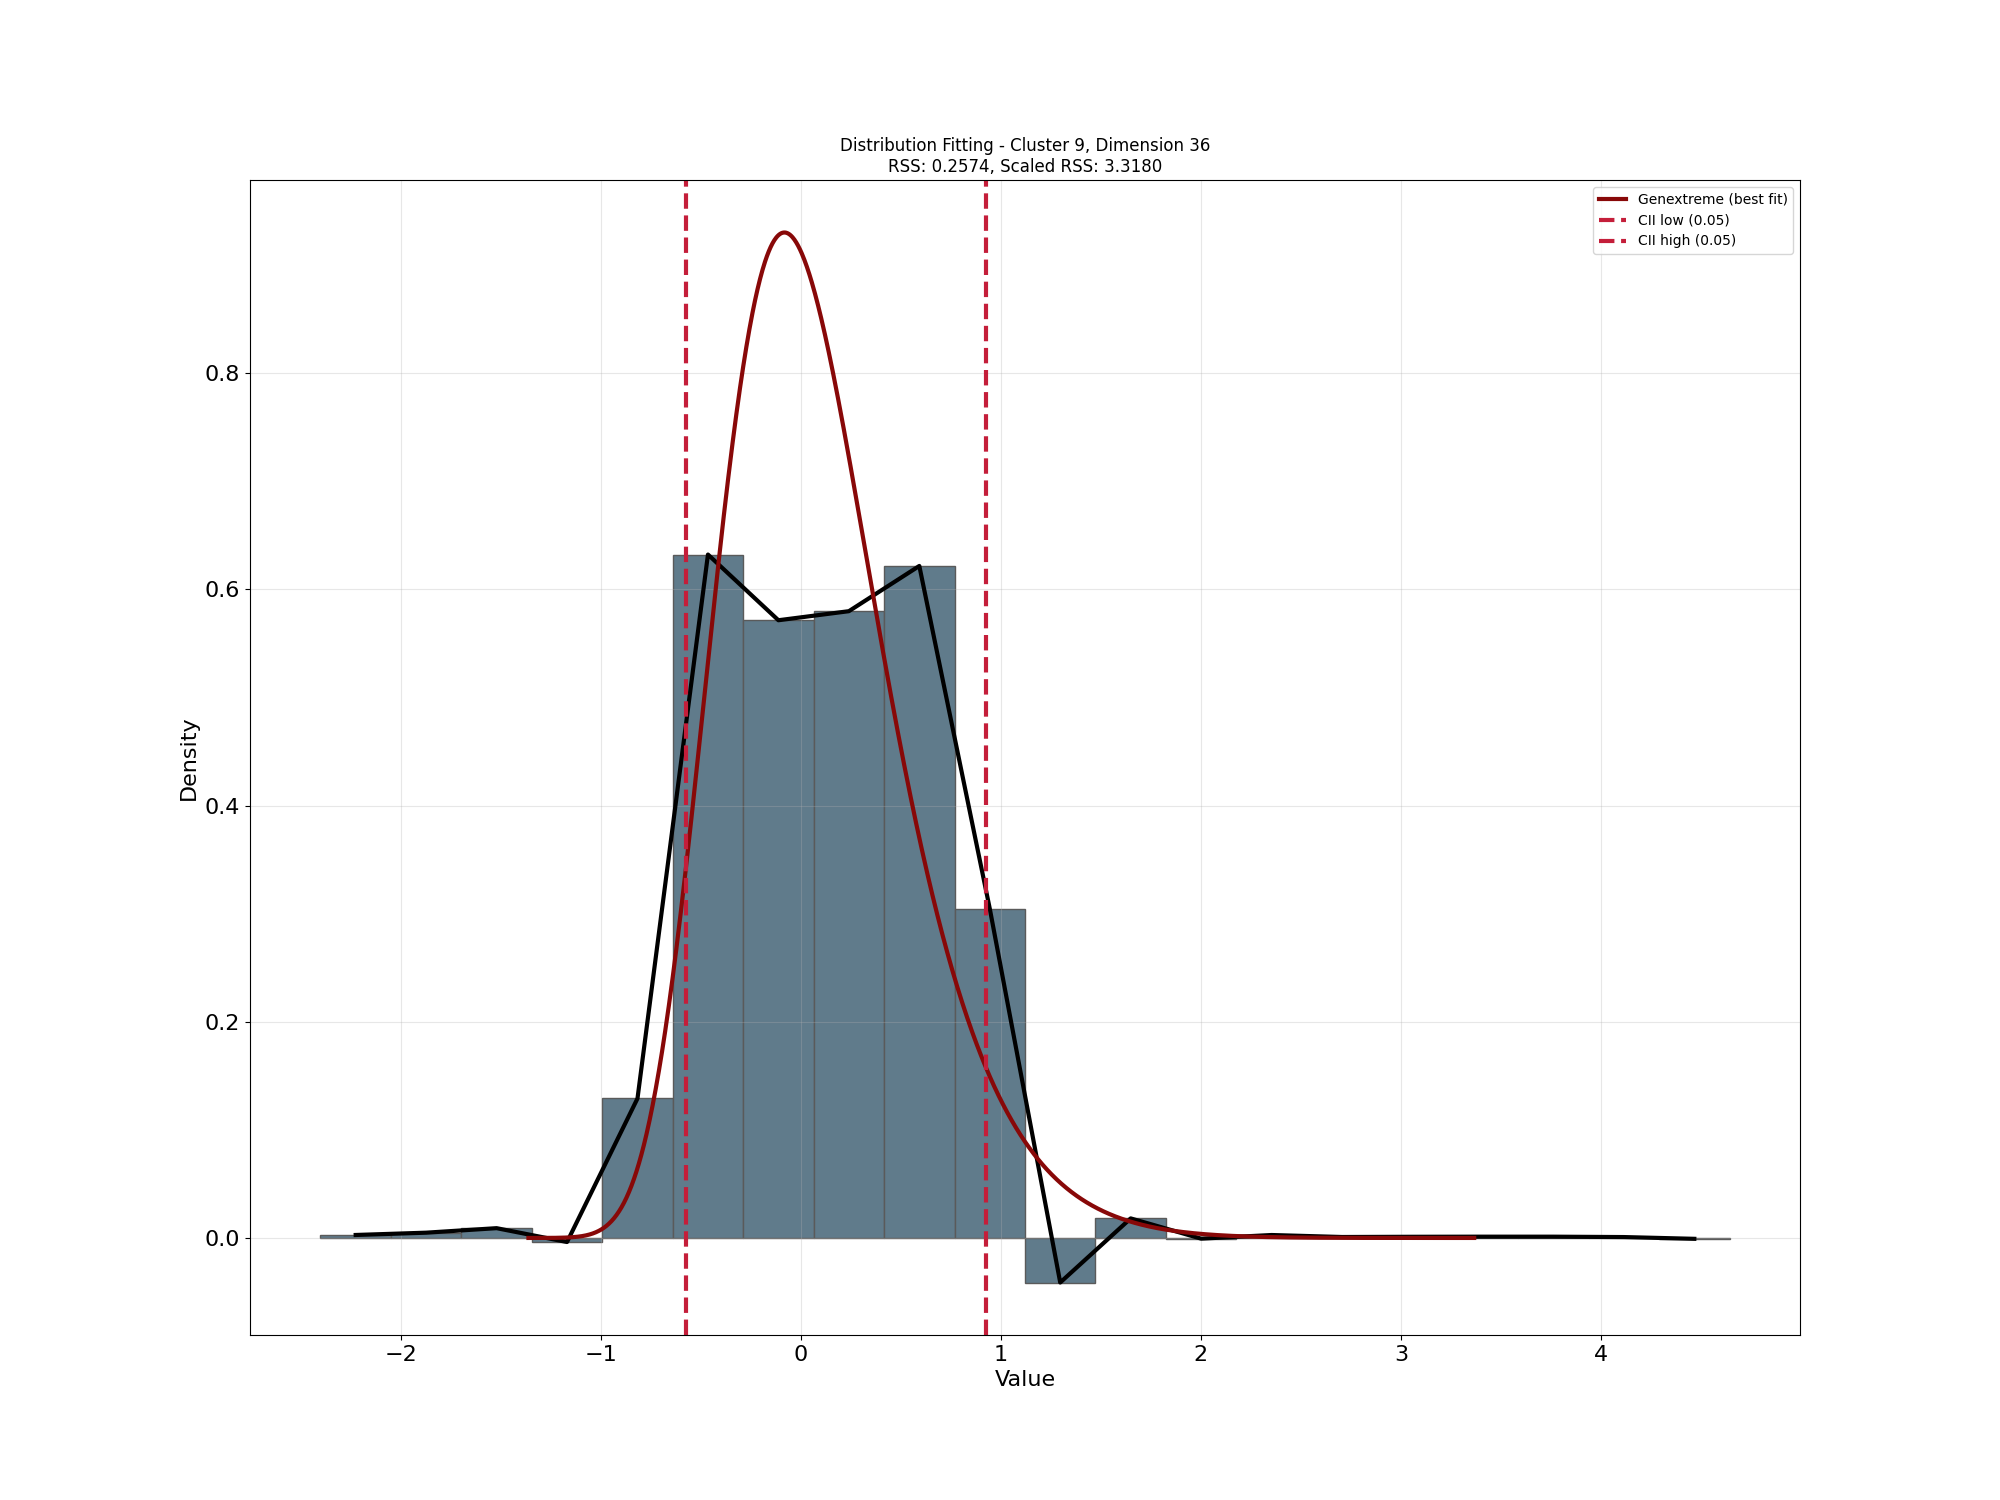 Distribution Fitting - Cluster 9, Dimension 36
RSS: 0.2574, Scaled RSS: 3.3180
Genextreme (best fit)
CII low (0.05)
CII high (0.05)
Density
0.8
0.6
0.4
0.2
0.0
−2
−1
0
1
2
3
4
Value